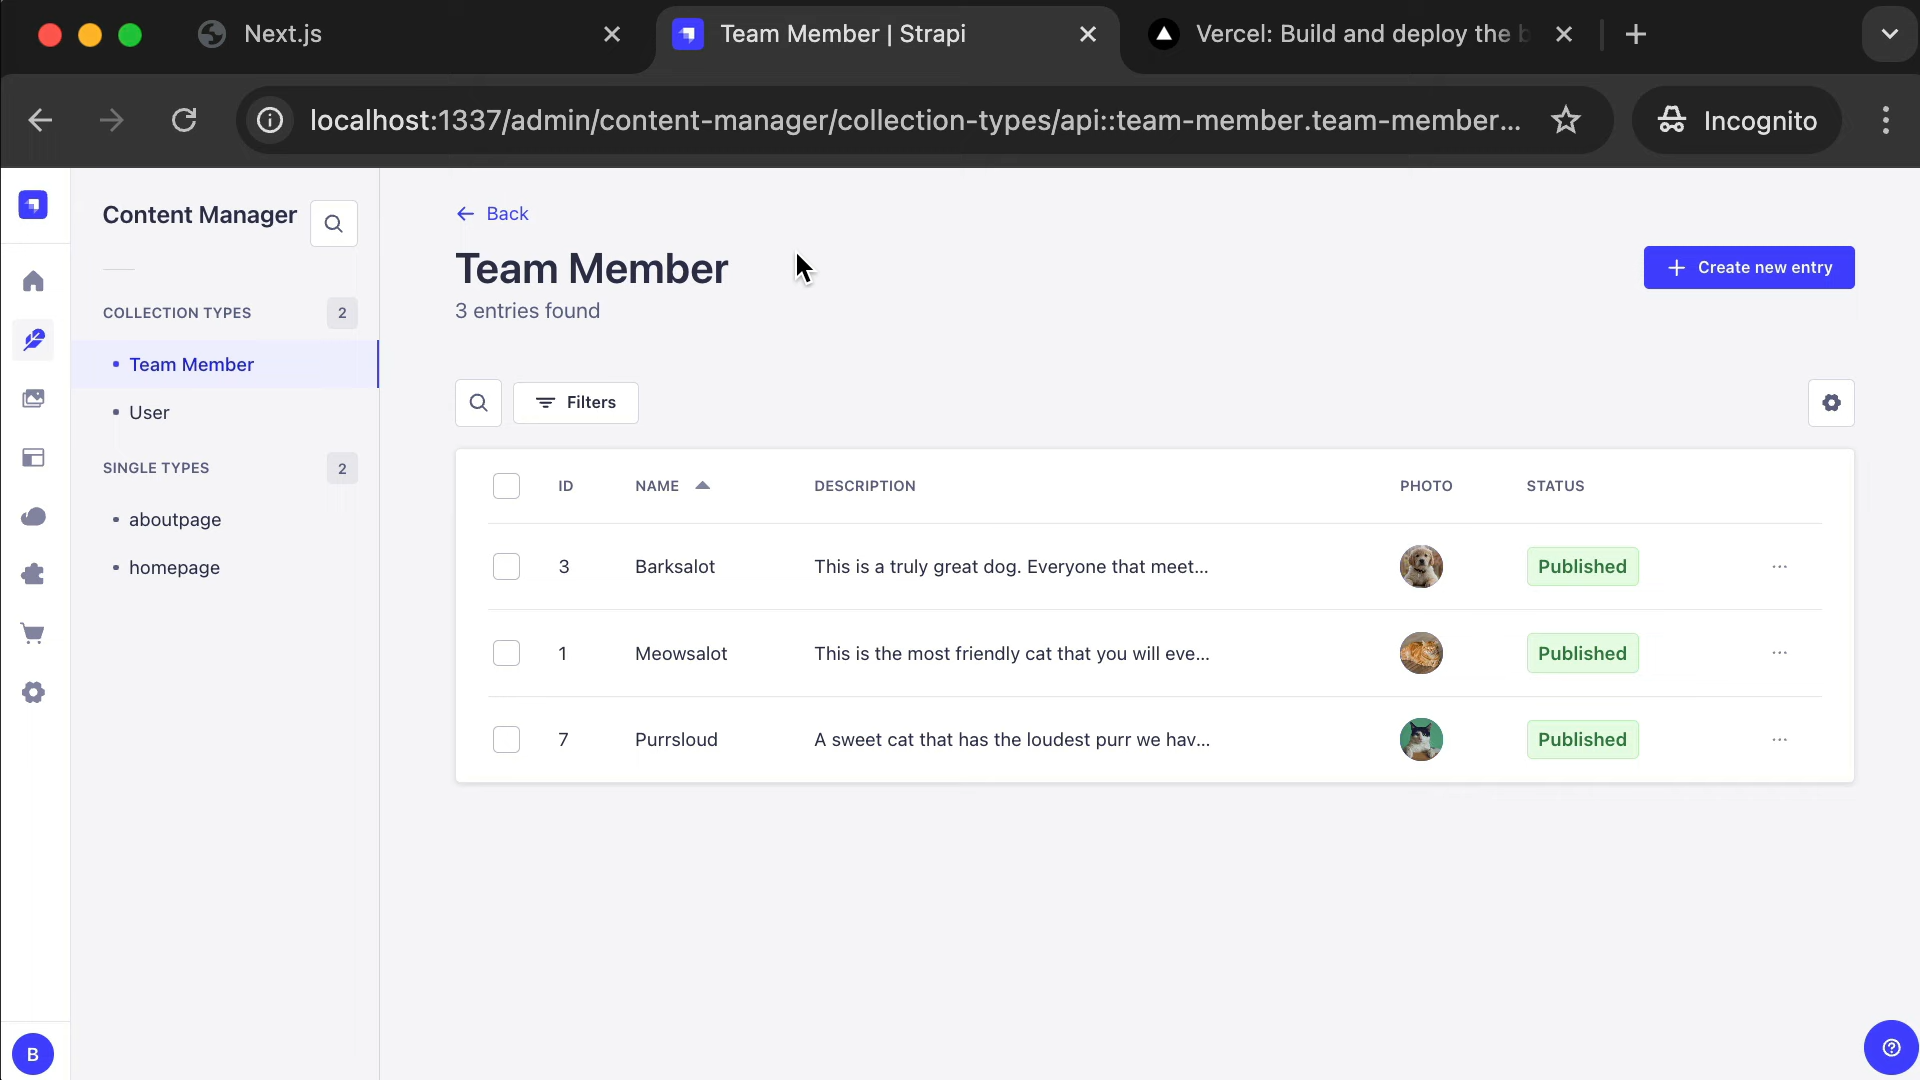 Next.js
Team Member | Strapi
Vercel: Build and deploy the b
localhost:1337/admin/content-manager/collection-types/api::team-member.team-member...
Incognito
Content Manager
COLLECTION TYPES 2
• Team Member
• User
SINGLE TYPES 2
• aboutpage
• homepage
B
← Back
Team Member
3 entries found
+ Create new entry
Filters
ID NAME DESCRIPTION PHOTO STATUS
3 Barksalot This is a truly great dog. Everyone that meet... Published ...
1 Meowsalot This is the most friendly cat that you will eve... Published ...
7 Purrsloud A sweet cat that has the loudest purr we hav... Published ...